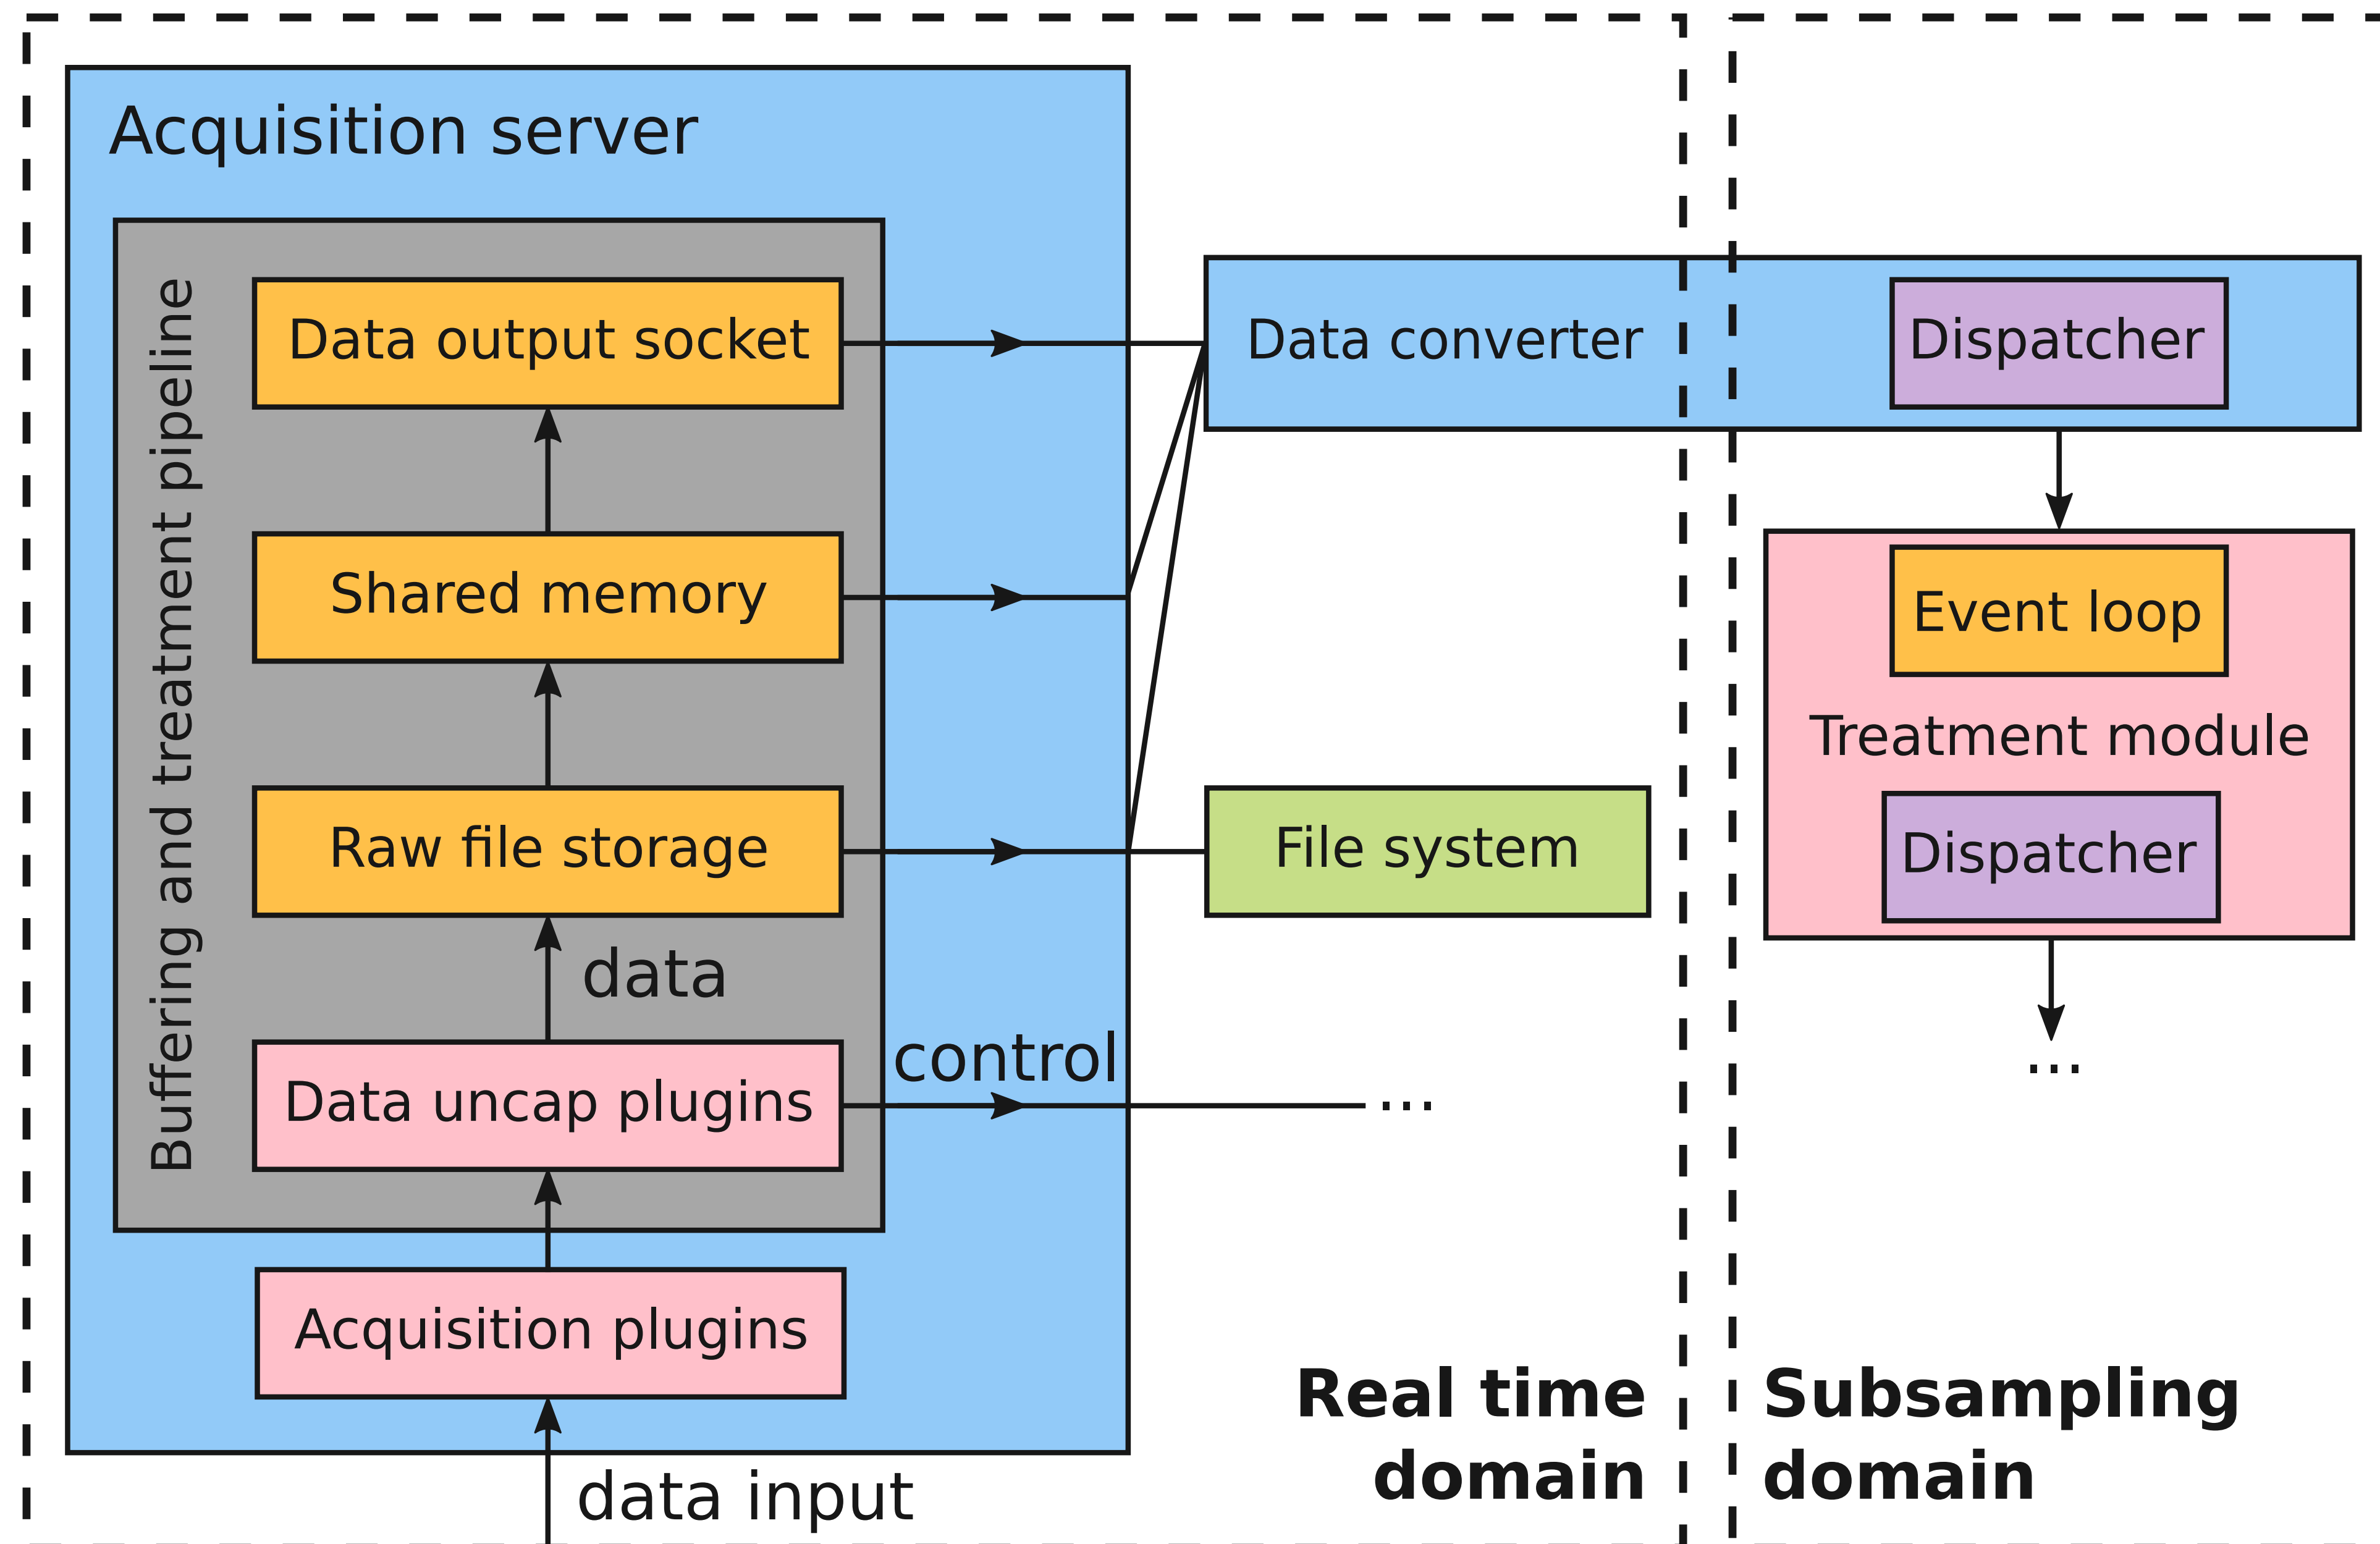 Acquisition server
Buffering and treatment pipeline
Data output socket
Shared memory
Raw file storage
data
Data uncap plugins
control
Acquisition plugins
data input
Data converter
File system
...
Real time
domain
Dispatcher
Event loop
Treatment module
Dispatcher
...
Subsampling
domain